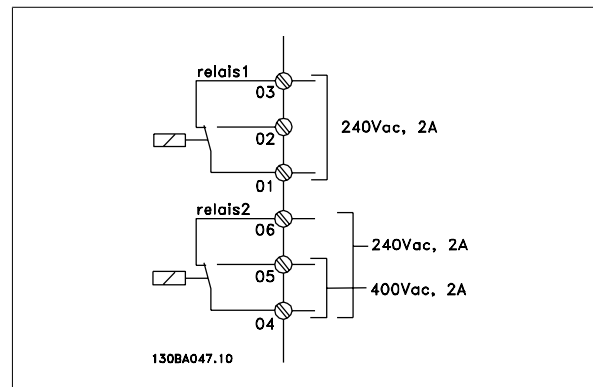 relais1
03
02
240Vac, 2A
01
relais2
06
240Vac, 2A
05
400Vac, 2A
04
130BA047.10